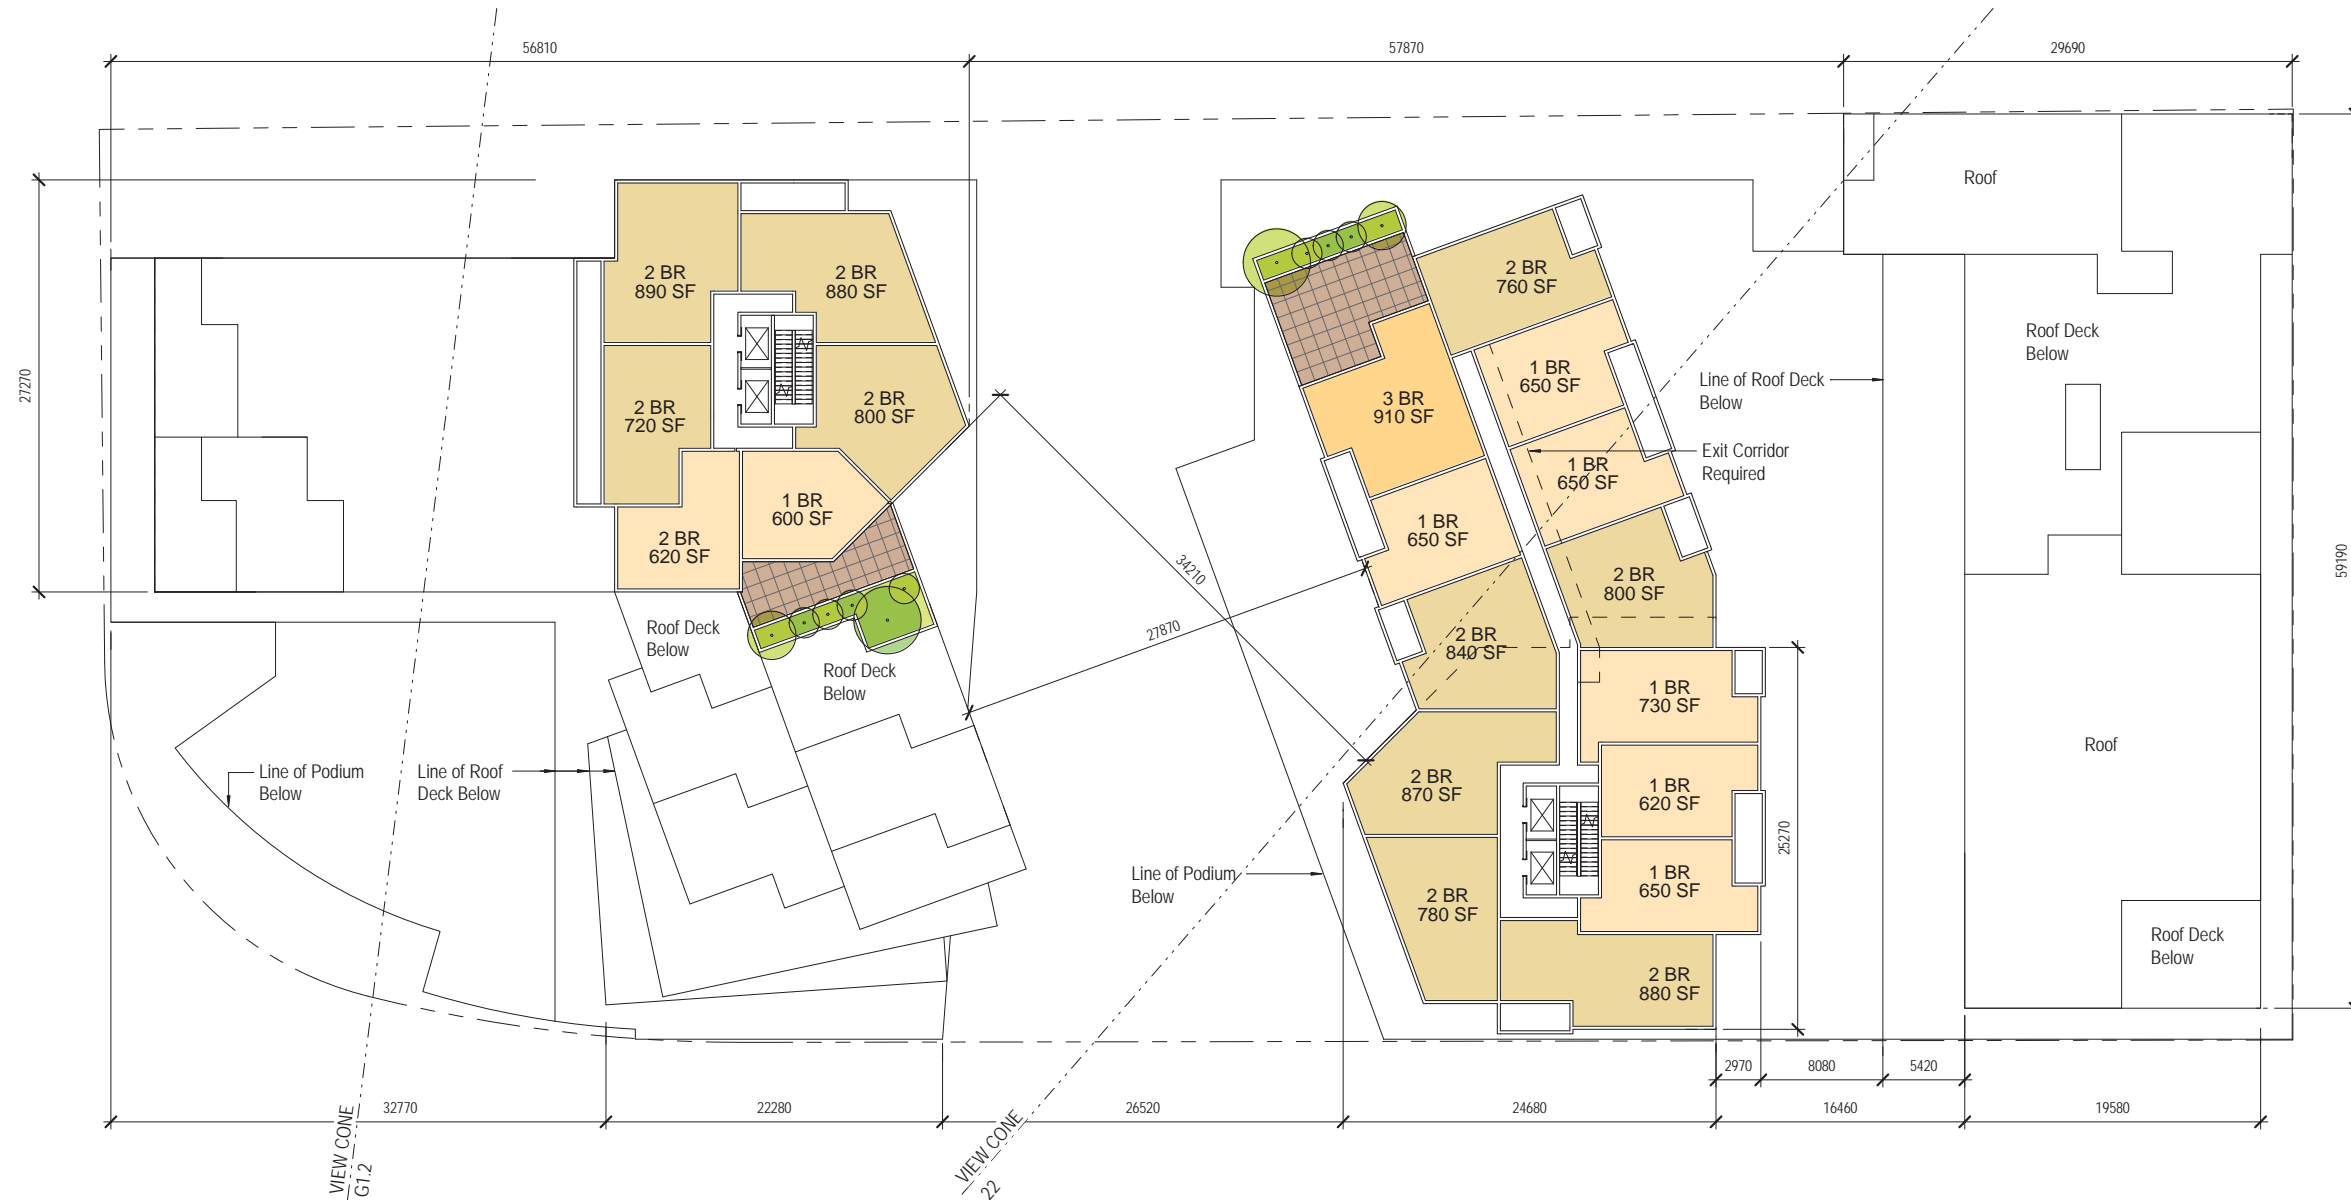 56810
57870
29690
27270
59190
2 BR
890 SF
2 BR
880 SF
2 BR
720 SF
2 BR
800 SF
2 BR
620 SF
1 BR
600 SF
Roof Deck
Below
Roof Deck
Below
Line of Podium
Below
Line of Roof
Deck Below
34210
27870
2 BR
760 SF
1 BR
650 SF
3 BR
910 SF
1 BR
650 SF
1 BR
650 SF
2 BR
800 SF
2 BR
840 SF
1 BR
730 SF
2 BR
870 SF
1 BR
620 SF
2 BR
780 SF
1 BR
650 SF
2 BR
880 SF
Line of Roof Deck
Below
Exit Corridor
Required
Line of Podium
Below
25270
Roof
Roof Deck
Below
Roof
Roof Deck
Below
2970
8080
5420
32770
22280
26520
24680
16460
19580
VIEW CONE
G1.2
VIEW CONE
22